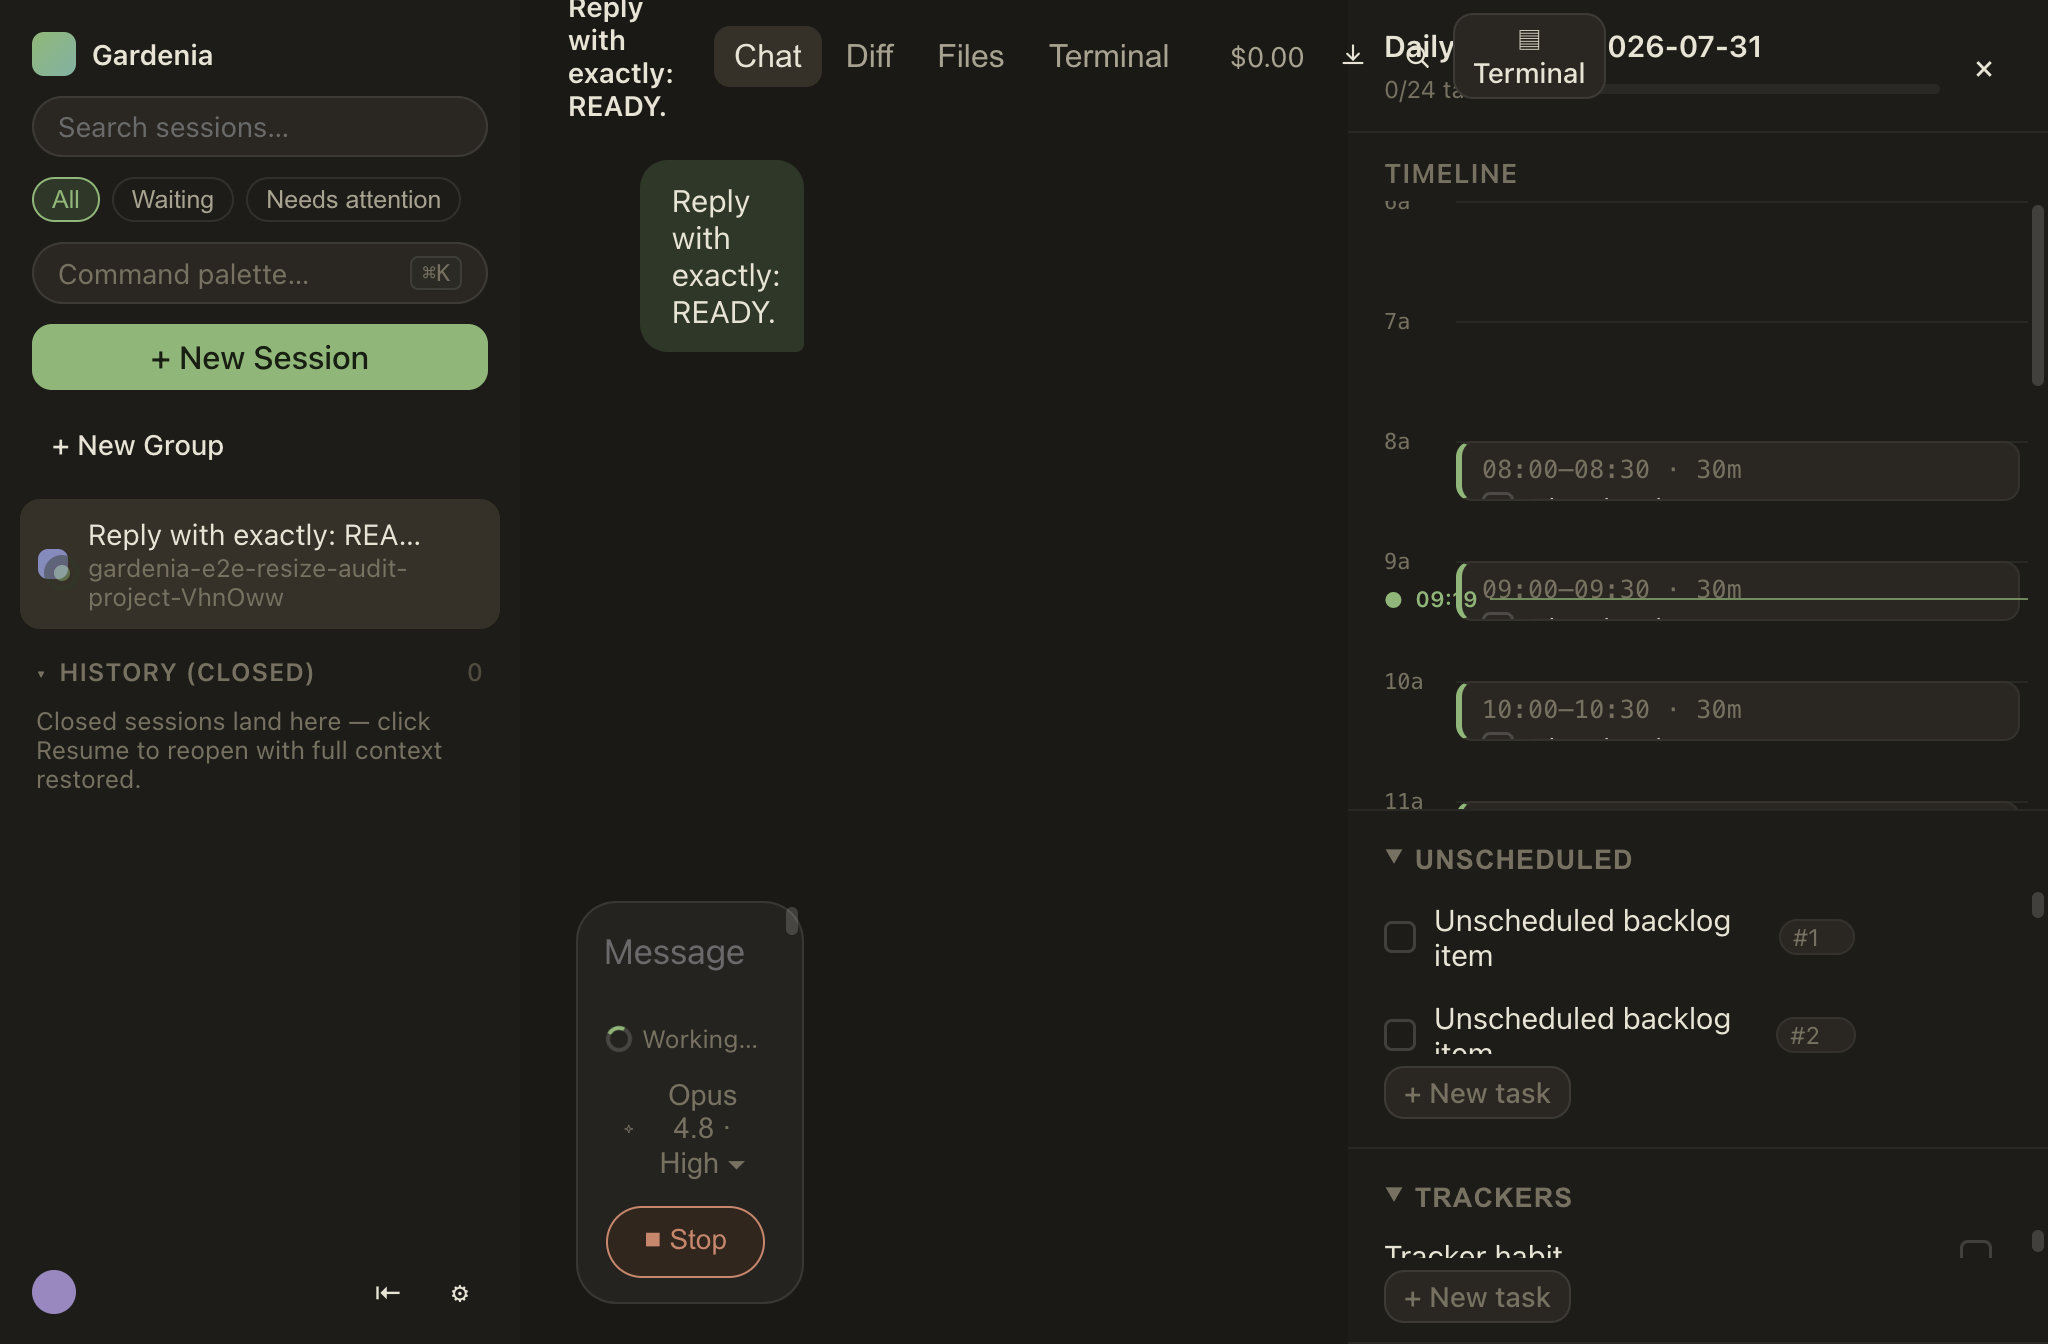 Gardenia
Search sessions...
All Waiting Needs attention
Command palette... ⌘K
+ New Session
+ New Group
Reply with exactly: REA...
gardenia-e2e-resize-audit-
project-VhnOww
HISTORY (CLOSED) 0
Closed sessions land here — click
Resume to reopen with full context
restored.
Reply
with
exactly:
READY.
Chat Diff Files Terminal $0.00
Reply
with
exactly:
READY.
Message
Working...
Opus
4.8 ·
High
Stop
Daily 026-07-31
Terminal
0/24
TIMELINE
6a
7a
8a
08:00–08:30 · 30m
9a
09:00–09:30 · 30m
10a
10:00–10:30 · 30m
11a
UNSCHEDULED
Unscheduled backlog
item
#1
Unscheduled backlog
item
#2
+ New task
TRACKERS
Tracker habit
+ New task